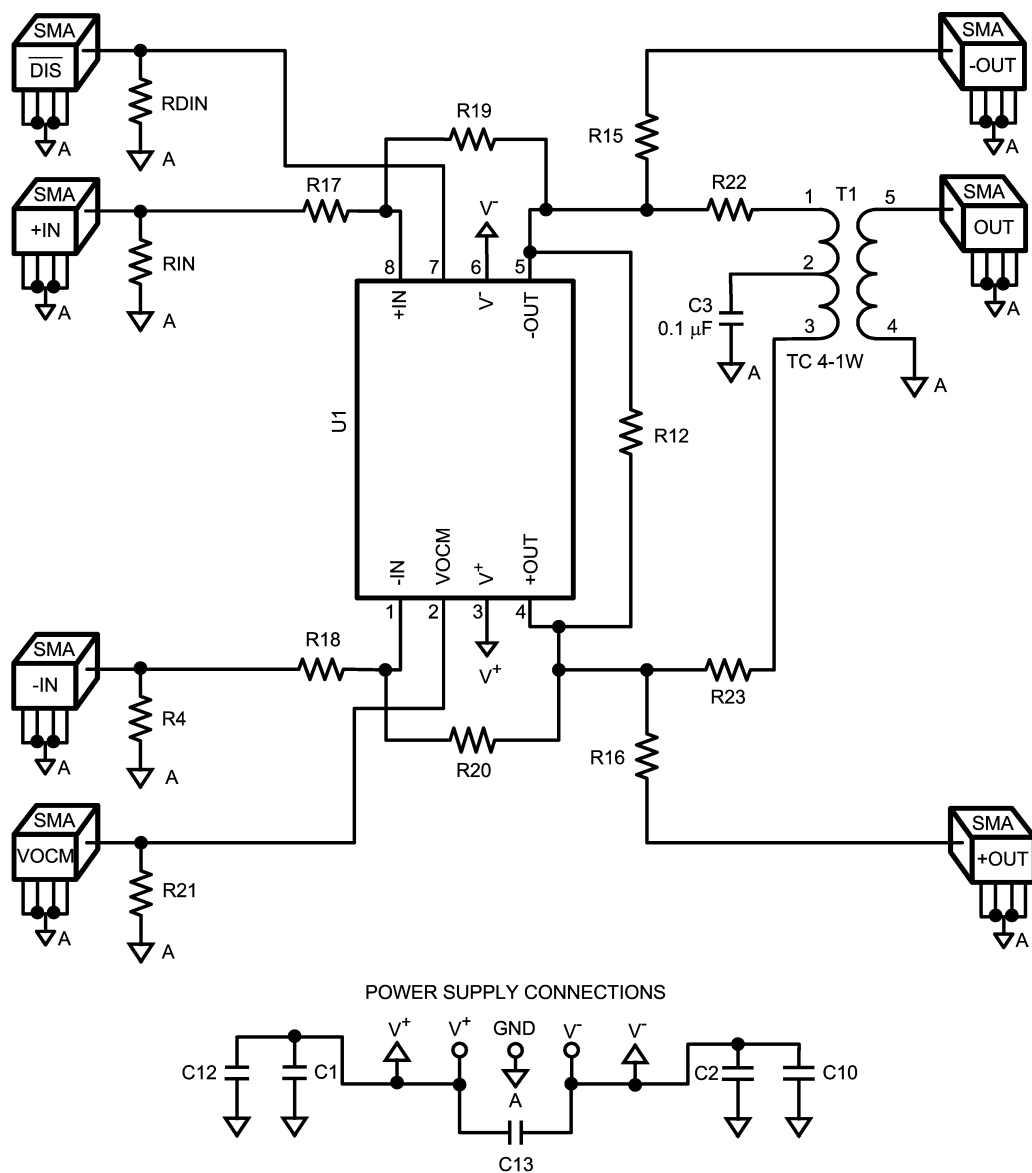 SMA
DIS
A
RDIN
A
SMA
+IN
A
RIN
A
R17
R19
R15
R22
SMA
-OUT
A
T1
SMA
OUT
A
1
2
3
5
4
A
TC 4-1W
C3
0.1 µF
A
V-
8
7
6
5
+IN
V-
-OUT
U1
R12
-IN
VOCM
V+
+OUT
1
2
3
4
V+
SMA
-IN
A
R4
A
R18
R20
R23
R16
SMA
VOCM
A
R21
A
SMA
+OUT
A
POWER SUPPLY CONNECTIONS
V+
V+
GND
V-
V-
C12
C1
A
C2
C10
C13